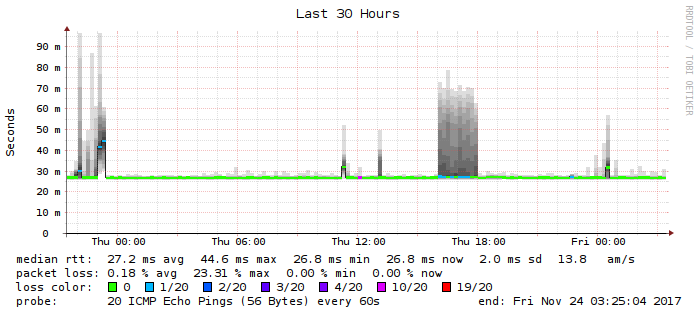 Last 30 Hours
RRDTOOL / TOBI OETIKER
Seconds
90 m
80 m
70 m
60 m
50 m
40 m
30 m
20 m
10 m
0
Thu 00:00 Thu 06:00 Thu 12:00 Thu 18:00 Fri 00:00
median rtt: 27.2 ms avg 44.6 ms max 26.8 ms min 26.8 ms now 2.0 ms sd 13.8 am/s
packet loss: 0.18 % avg 23.31 % max 0.00 % min 0.00 % now
loss color: 0 1/20 2/20 3/20 4/20 10/20 19/20
probe: 20 ICMP Echo Pings (56 Bytes) every 60s end: Fri Nov 24 03:25:04 2017